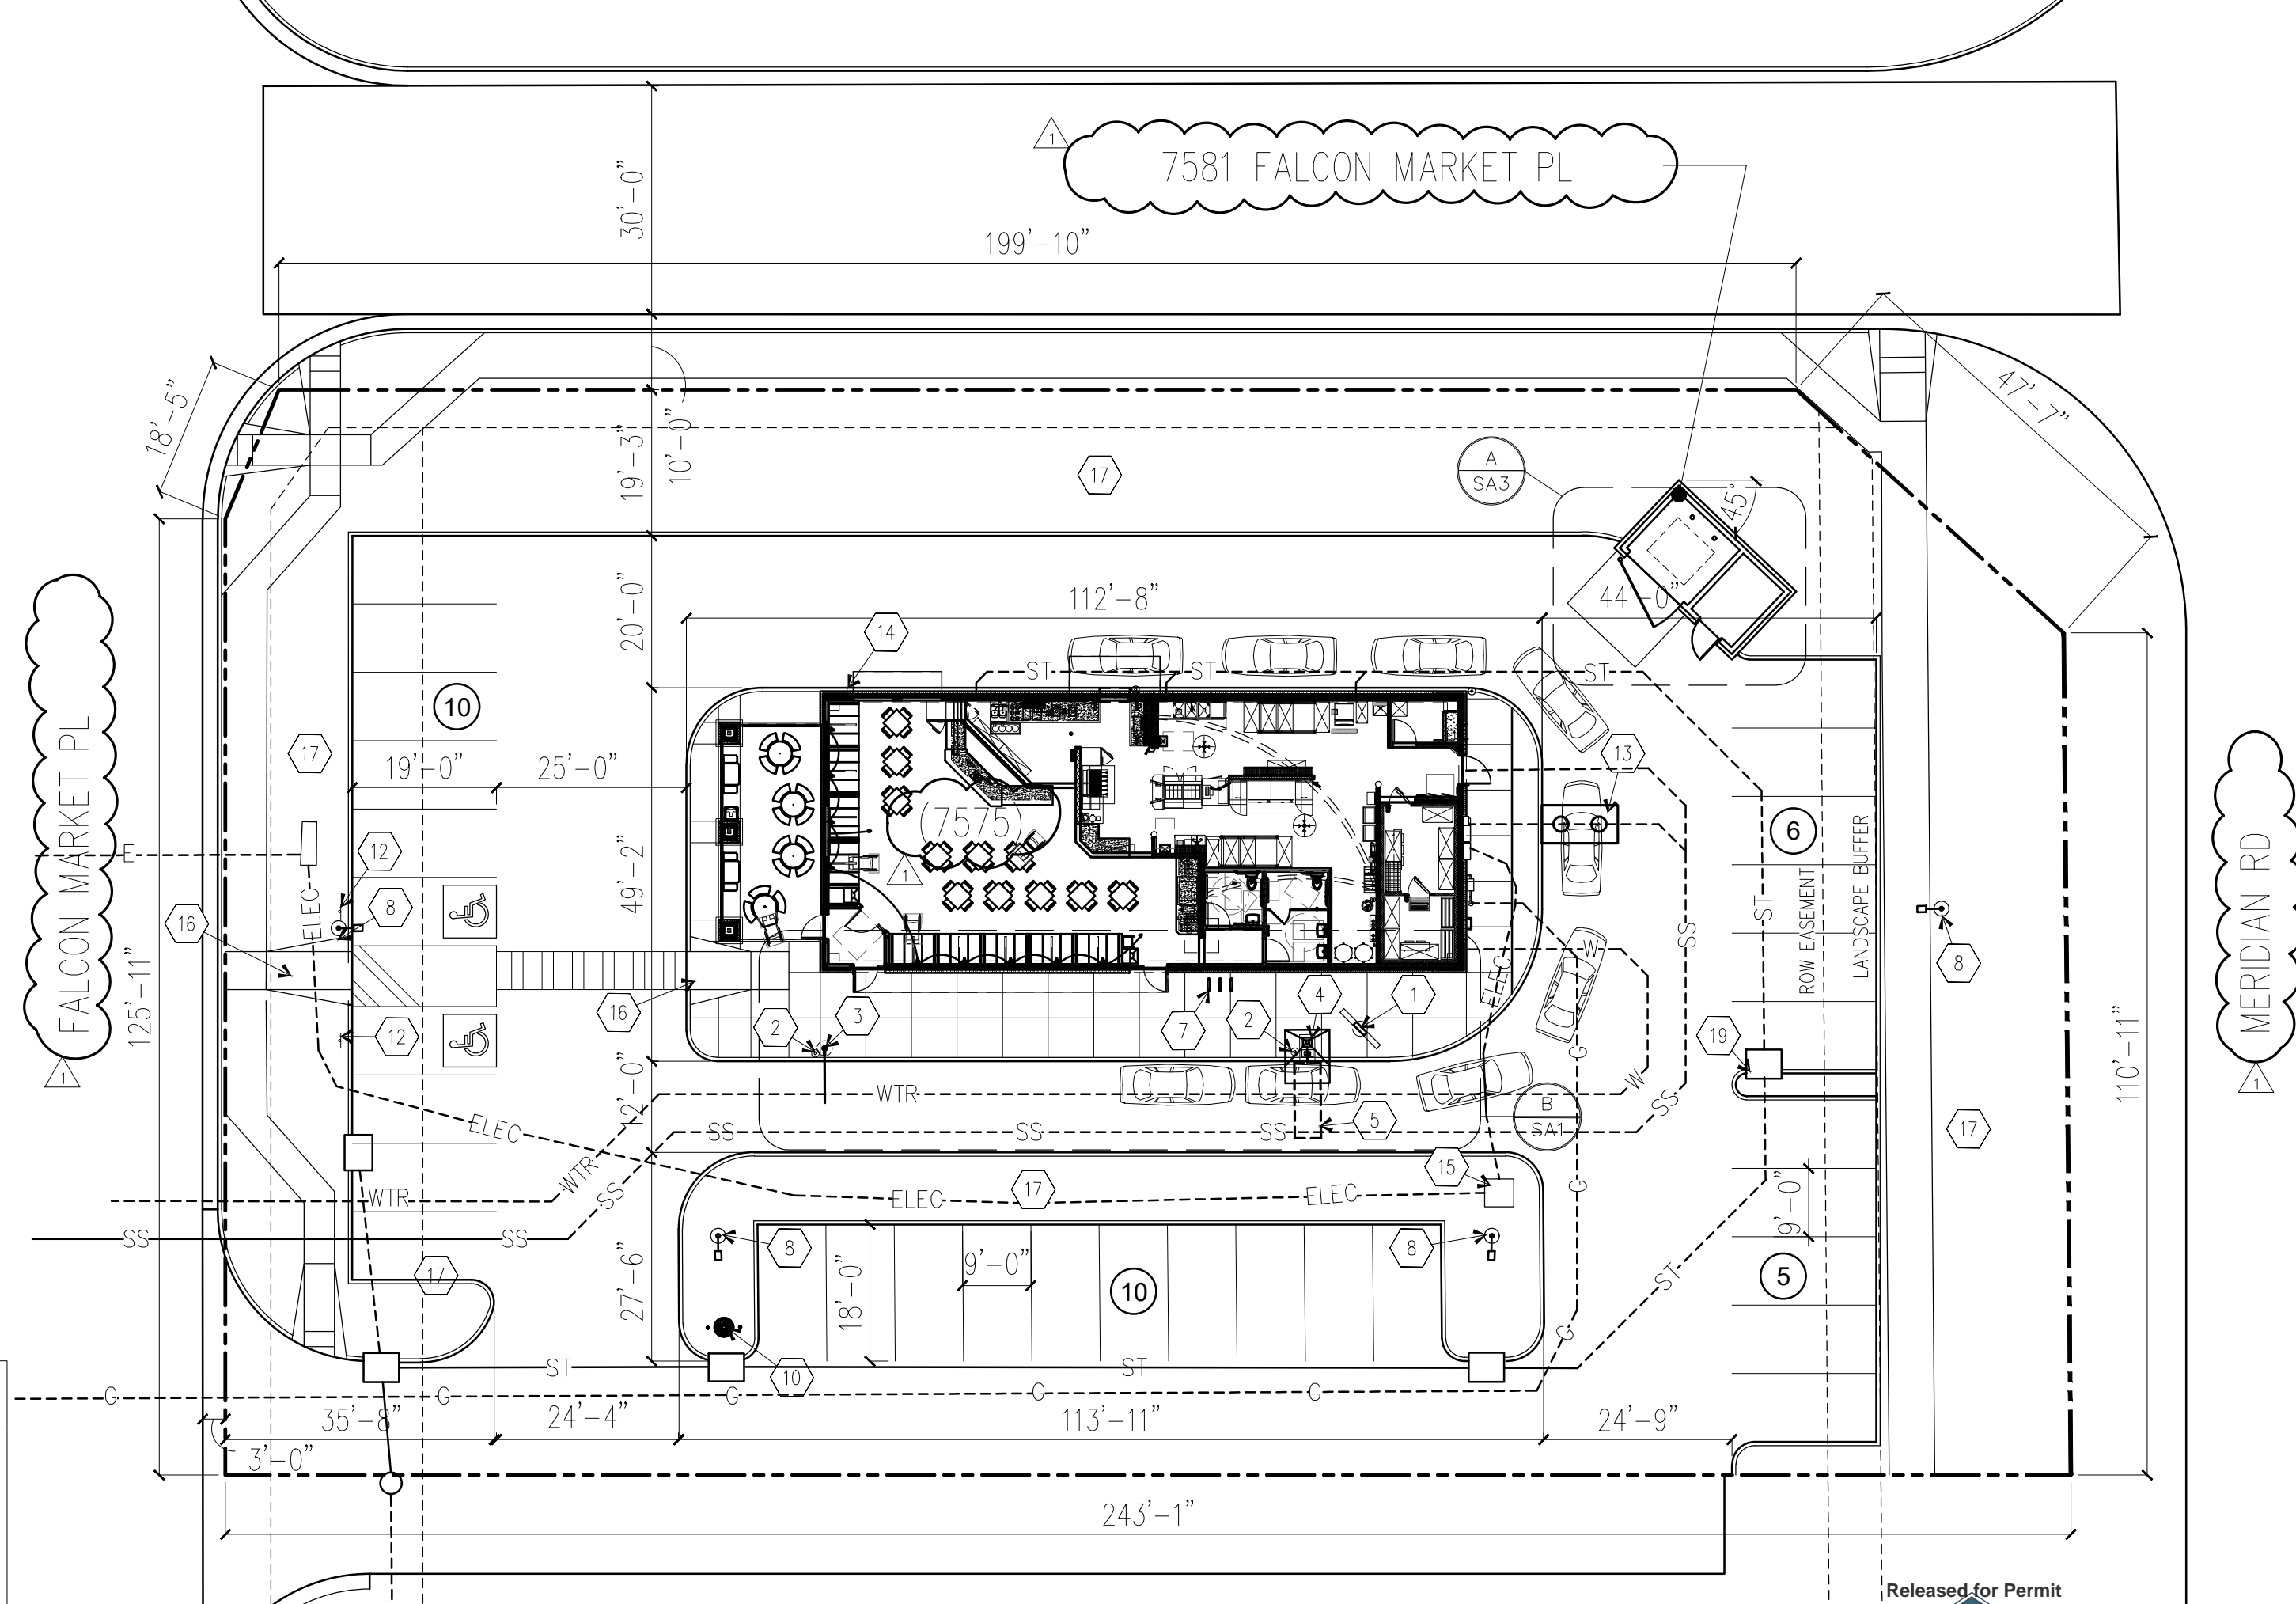 1
7581 FALCON MARKET PL
30'-0"
199'-10"
18'-5"
47'-7"
19'-3"
10'-0"
17
A
SA3
45°
20'-0"
112'-8"
44'-0"
14
ST
ST
ST
10
17
19'-0"
25'-0"
13
7575
1
6
FALCON MARKET PL
1
MERIDIAN RD
1
E
12
8
ELEC
16
49'-2"
ROW EASEMENT
LANDSCAPE BUFFER
ST
SS
8
W
ELEC
125'-11"
16
12
2
3
7
2
4
1
19
G
W
SS
110'-11"
12'-0"
WTR
ELEC
SS
SS
SS
5
B
SA1
17
WTR
WTR
SS
ELEC
17
ELEC
15
G
9'-0"
SS
SS
17
8
8
27'-6"
18'-0"
9'-0"
10
5
ST
G
10
ST
ST
G
G
G
G
G
35'-8"
24'-4"
113'-11"
24'-9"
3'-0"
243'-1"
Released for Permit